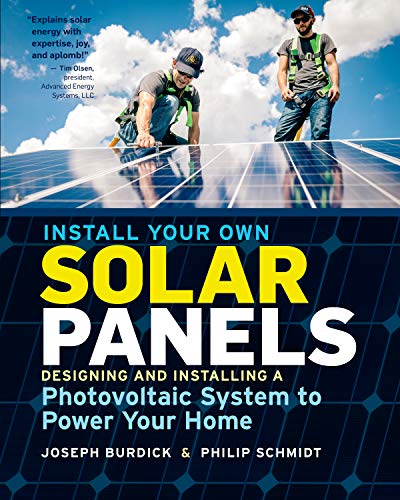 "Explains solar
energy with
expertise, joy,
and aplomb!"
— Tim Olsen,
president,
Advanced Energy
Systems, LLC
INSTALL YOUR OWN
SOLAR
PANELS
DESIGNING AND INSTALLING A
Photovoltaic System to
Power Your Home
JOSEPH BURDICK & PHILIP SCHMIDT